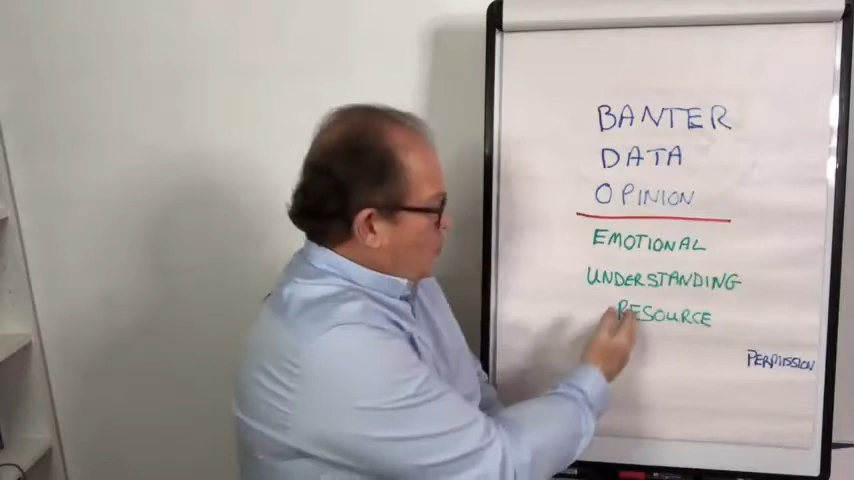 BANTER
DATA
OPINION
EMOTIONAL
UNDERSTANDING
RESOURCE
PERMISSION